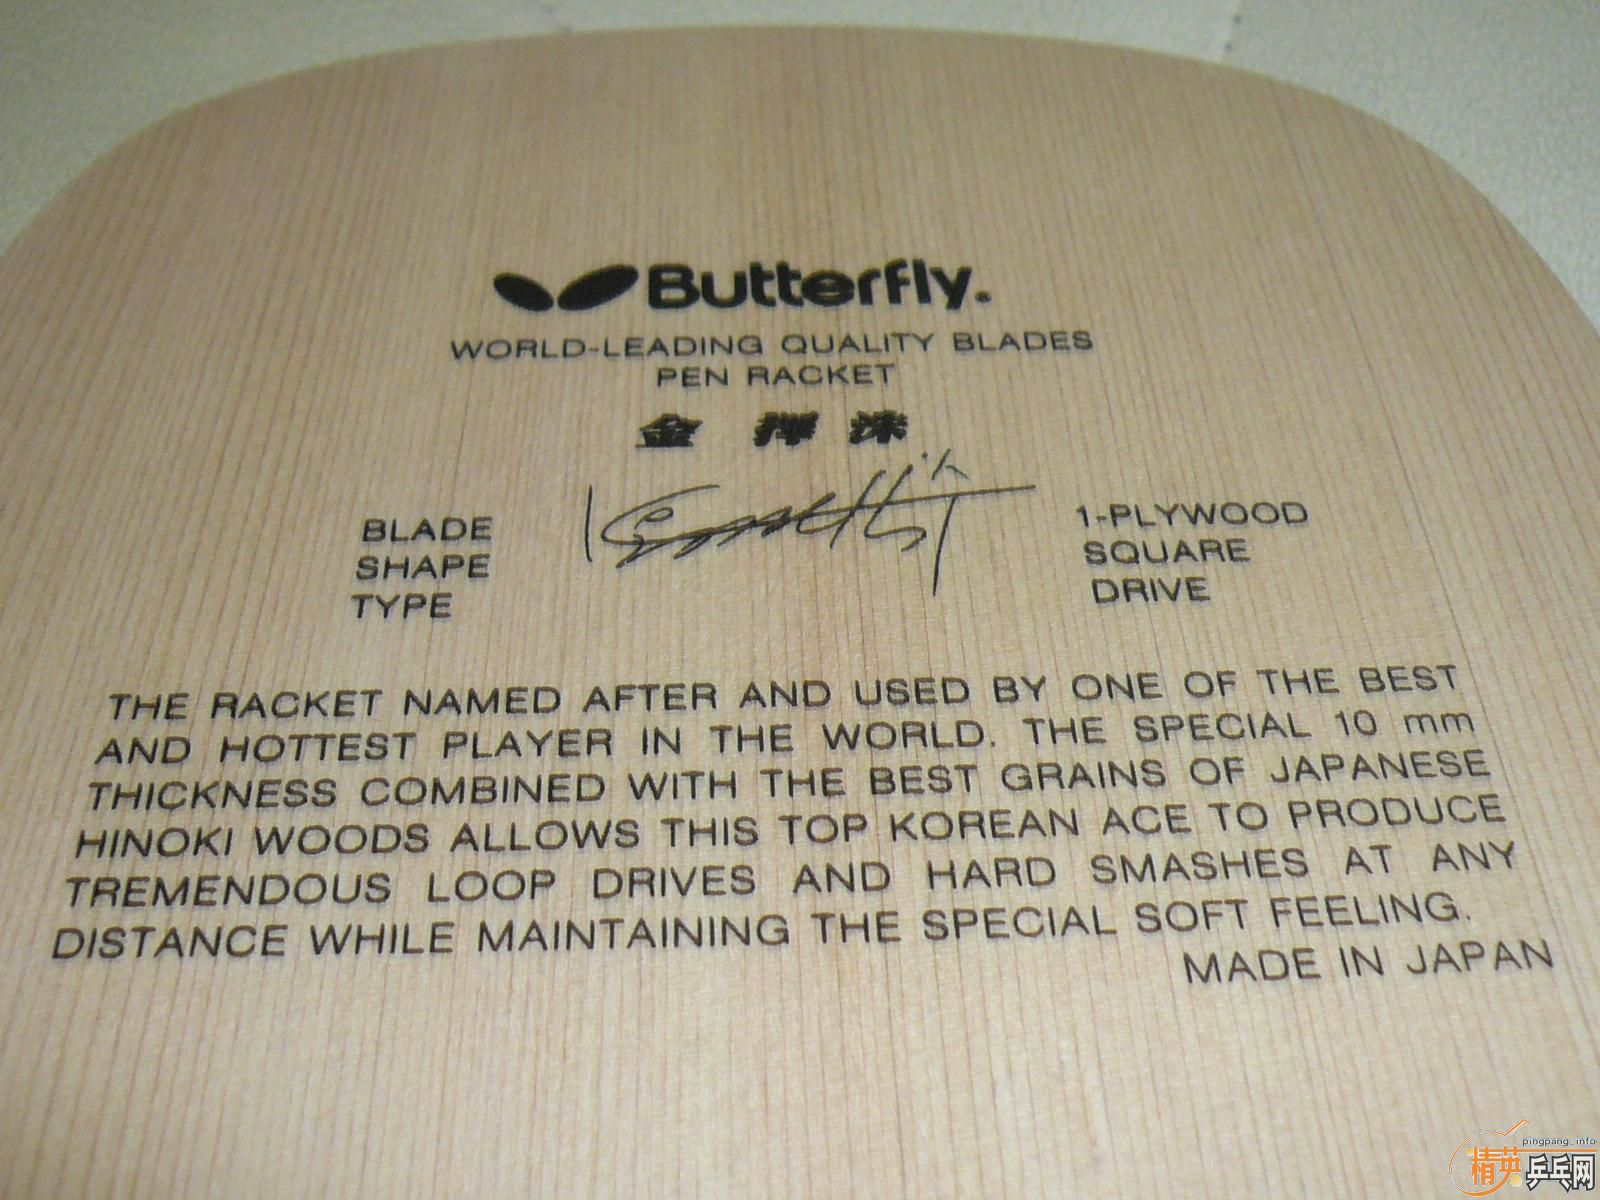 Butterfly.
WORLD-LEADING QUALITY BLADES
PEN RACKET
金 擇 洙
BLADE 1-PLYWOOD
SHAPE SQUARE
TYPE DRIVE
THE RACKET NAMED AFTER AND USED BY ONE OF THE BEST
AND HOTTEST PLAYER IN THE WORLD. THE SPECIAL 10 mm
THICKNESS COMBINED WITH THE BEST GRAINS OF JAPANESE
HINOKI WOODS ALLOWS THIS TOP KOREAN ACE TO PRODUCE
TREMENDOUS LOOP DRIVES AND HARD SMASHES AT ANY
DISTANCE WHILE MAINTAINING THE SPECIAL SOFT FEELING.
MADE IN JAPAN
pingpang.info
精英乒乓网